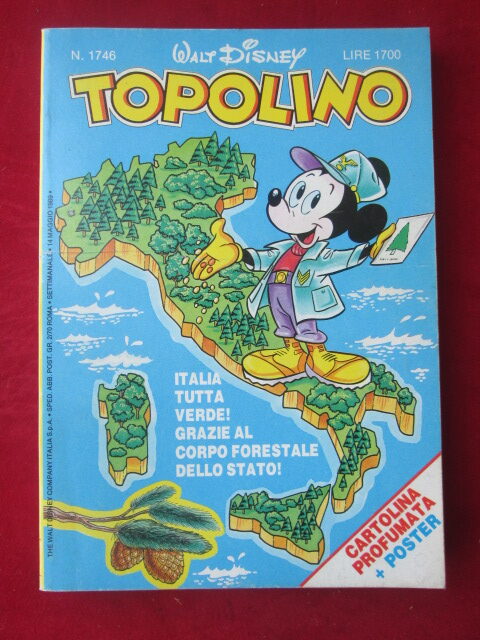 N. 1746
WALT DISNEY
LIRE 1700
TOPOLINO
ITALIA
TUTTA
VERDE!
GRAZIE AL
CORPO FORESTALE
DELLO STATO!
CARTOLINA
PROFUMATA
+ POSTER
THE WALT DISNEY COMPANY ITALIA S.p.A. • SPED. ABB. POST. GR. 2/70 ROMA • SETTIMANALE • 14 MAGGIO 1989 •